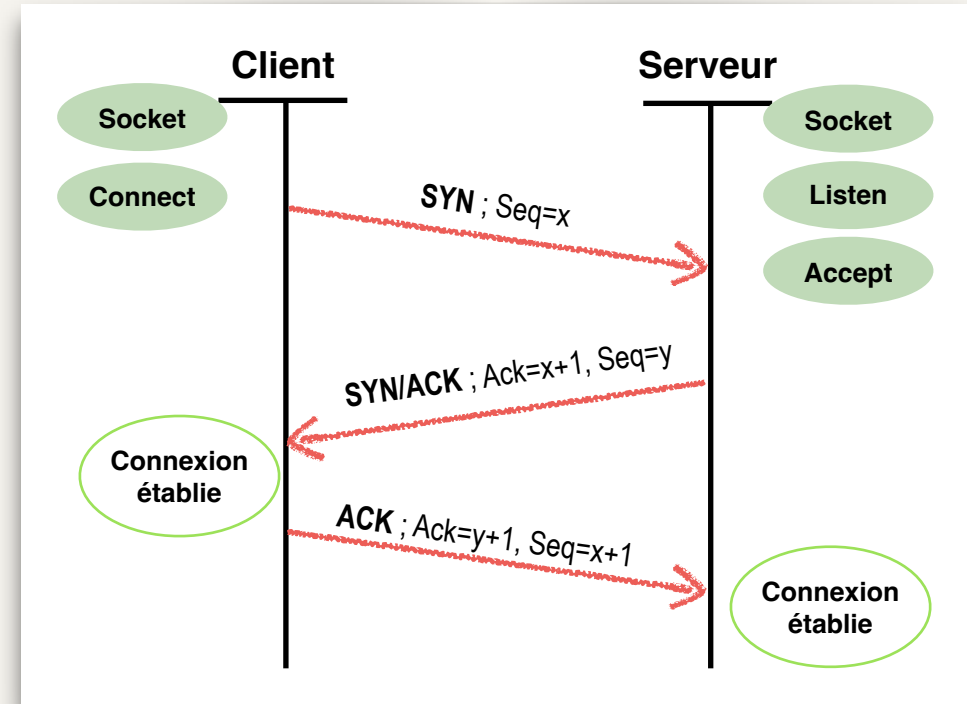 Client
Serveur
Socket
Socket
Connect
SYN ; Seq=x
Listen
Accept
SYN/ACK ; Ack=x+1, Seq=y
Connexion
établie
ACK ; Ack=y+1, Seq=x+1
Connexion
établie